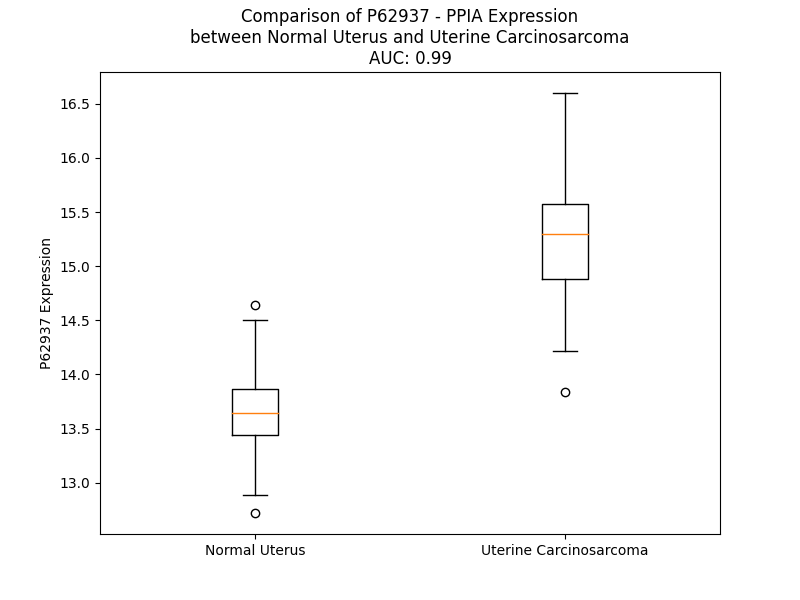 Comparison of P62937 - PPIA Expression
between Normal Uterus and Uterine Carcinosarcoma
AUC: 0.99
16.5
16.0
15.5
15.0
14.5
14.0
13.5
13.0
P62937 Expression
Normal Uterus
Uterine Carcinosarcoma